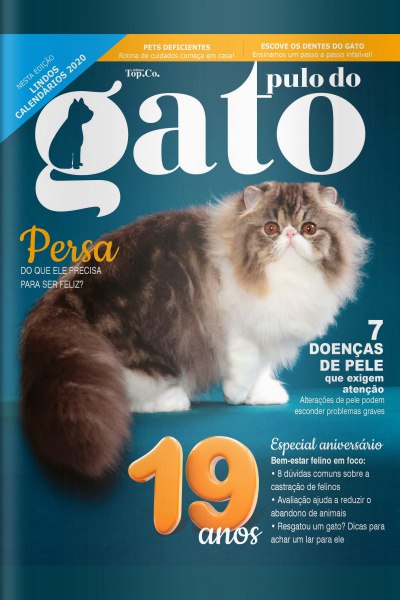 NESTA EDIÇÃO
LINDOS
CALENDÁRIOS 2020
PETS DEFICIENTES
Rotina de cuidados começa em casa!
ESCOVE OS DENTES DO GATO
Ensinamos um passo a passo infalível!
Top.Co.
pulo do
gato
Persa
DO QUE ELE PRECISA
PARA SER FELIZ?
7
DOENÇAS
DE PELE
que exigem
atenção
Alterações de pele podem
esconder problemas graves
19
anos
Especial aniversário
Bem-estar felino em foco:
• 8 dúvidas comuns sobre a
castração de felinos
• Avaliação ajuda a reduzir o
abandono de animais
• Resgatou um gato? Dicas para
achar um lar para ele